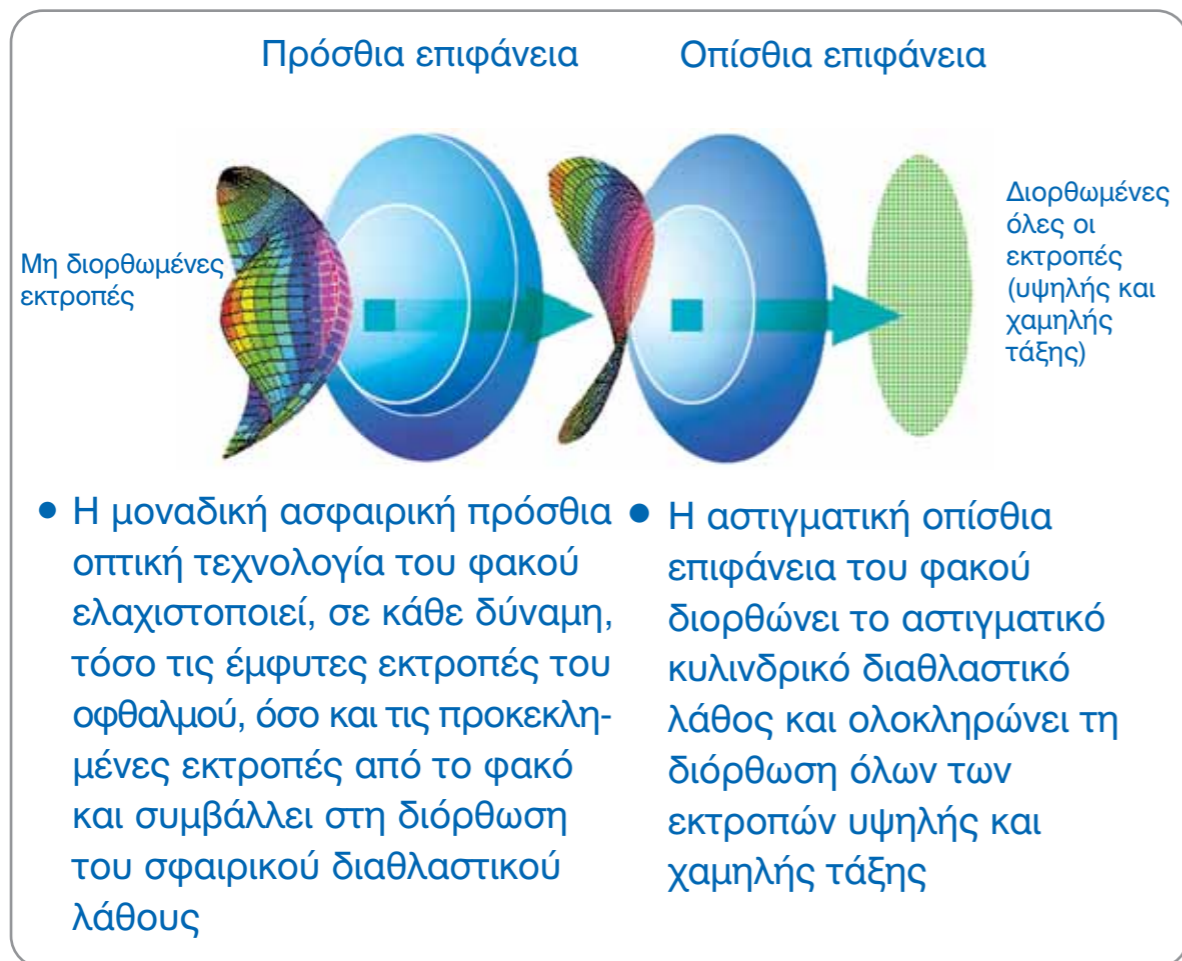 Πρόσθια επιφάνεια
Οπίσθια επιφάνεια
Μη διορθωμένες
εκτροπές
Διορθωμένες
όλες οι
εκτροπές
(υψηλής και
χαμηλής
τάξης)
• Η μοναδική ασφαιρική πρόσθια
οπτική τεχνολογία του φακού
ελαχιστοποιεί, σε κάθε δύναμη,
τόσο τις έμφυτες εκτροπές του
οφθαλμού, όσο και τις προκεκλη-
μένες εκτροπές από το φακό
και συμβάλλει στη διόρθωση
του σφαιρικού διαθλαστικού
λάθους
• Η αστιγματική οπίσθια
επιφάνεια του φακού
διορθώνει το αστιγματικό
κυλινδρικό διαθλαστικό
λάθος και ολοκληρώνει τη
διόρθωση όλων των
εκτροπών υψηλής και
χαμηλής τάξης